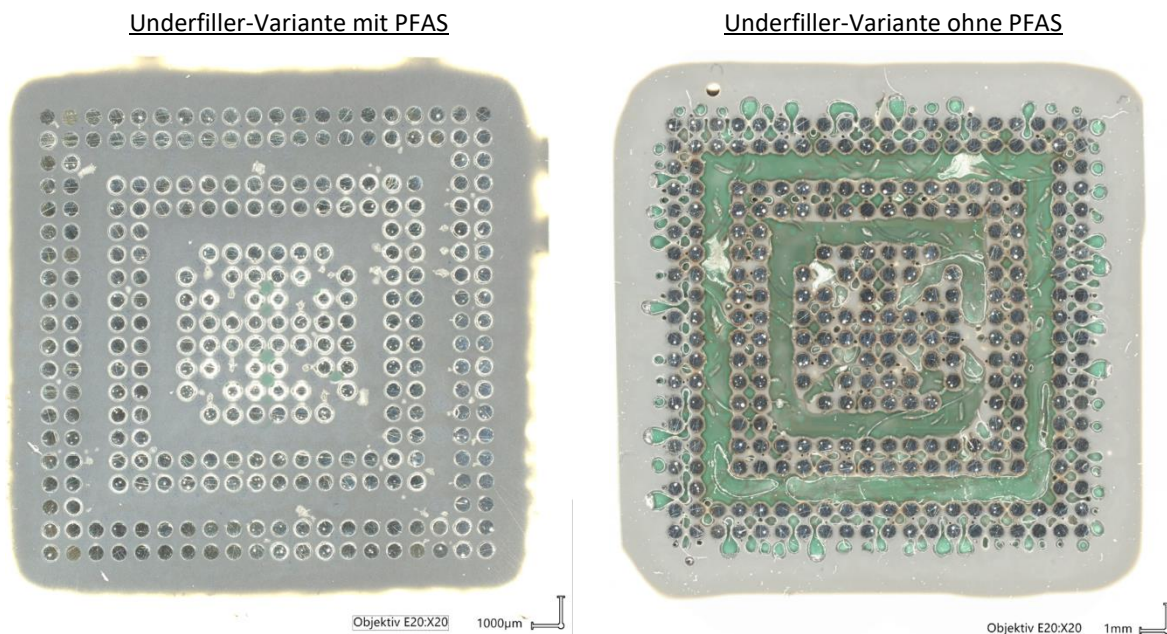 Underfiller-Variante mit PFAS
Underfiller-Variante ohne PFAS
Objektiv E20:X20
1000µm
Objektiv E20:X20
1mm